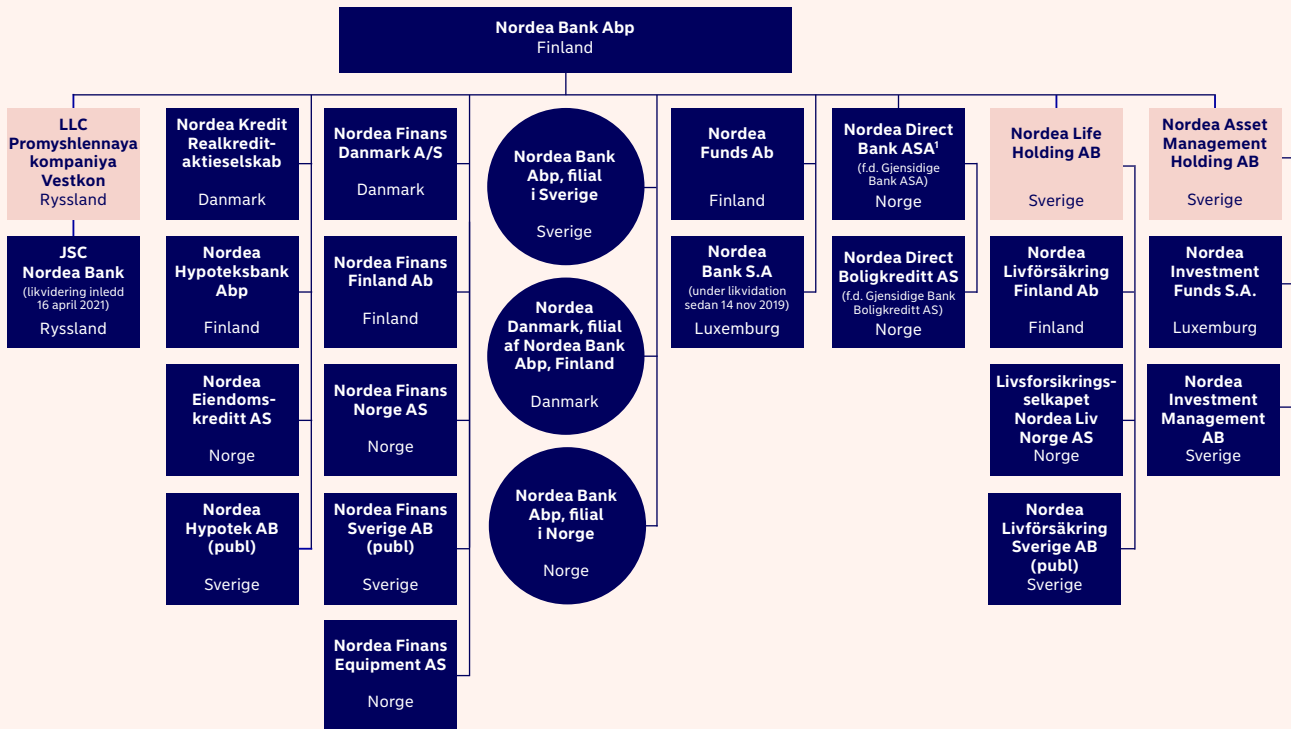 Nordea Bank Abp
Finland
LLC
Promyshlennaya
kompaniya
Vestkon
Ryssland
JSC
Nordea Bank
(likvidering inledd
16 april 2021)
Ryssland
Nordea Kredit
Realkredit-
aktieselskab
Danmark
Nordea
Hypoteksbank
Abp
Finland
Nordea
Eiendoms-
kreditt AS
Norge
Nordea
Hypotek AB
(publ)
Sverige
Nordea Finans
Danmark A/S
Danmark
Nordea Finans
Finland Ab
Finland
Nordea Finans
Norge AS
Norge
Nordea Finans
Sverige AB
(publ)
Sverige
Nordea Finans
Equipment AS
Norge
Nordea Bank
Abp, filial
i Sverige
Sverige
Nordea
Danmark, filial
af Nordea Bank
Abp, Finland
Danmark
Nordea Bank
Abp, filial
i Norge
Norge
Nordea
Funds Ab
Finland
Nordea
Bank S.A
(under likvidation
sedan 14 nov 2019)
Luxemburg
Nordea Direct
Bank ASA¹
(f.d. Gjensidige
Bank ASA)
Norge
Nordea Direct
Boligkreditt AS
(f.d. Gjensidige Bank
Boligkreditt AS)
Norge
Nordea Life
Holding AB
Sverige
Nordea
Livförsäkring
Finland Ab
Finland
Livsforsikrings-
selkapet
Nordea Liv
Norge AS
Norge
Nordea
Livförsäkring
Sverige AB
(publ)
Sverige
Nordea Asset
Management
Holding AB
Sverige
Nordea
Investment
Funds S.A.
Luxemburg
Nordea
Investment
Management
AB
Sverige